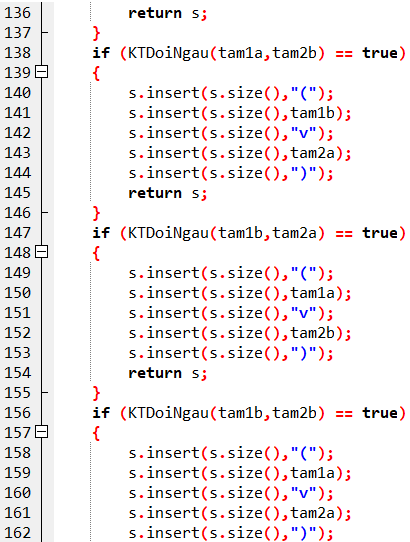 136 return s;
137 }
138 if (KTDoiNgau(tam1a,tam2b) == true)
139 {
140 s.insert(s.size(),"(");
141 s.insert(s.size(),tam1b);
142 s.insert(s.size(),"v");
143 s.insert(s.size(),tam2a);
144 s.insert(s.size(),")");
145 return s;
146 }
147 if (KTDoiNgau(tam1b,tam2a) == true)
148 {
149 s.insert(s.size(),"(");
150 s.insert(s.size(),tam1a);
151 s.insert(s.size(),"v");
152 s.insert(s.size(),tam2b);
153 s.insert(s.size(),")");
154 return s;
155 }
156 if (KTDoiNgau(tam1b,tam2b) == true)
157 {
158 s.insert(s.size(),"(");
159 s.insert(s.size(),tam1a);
160 s.insert(s.size(),"v");
161 s.insert(s.size(),tam2a);
162 s.insert(s.size(),")");